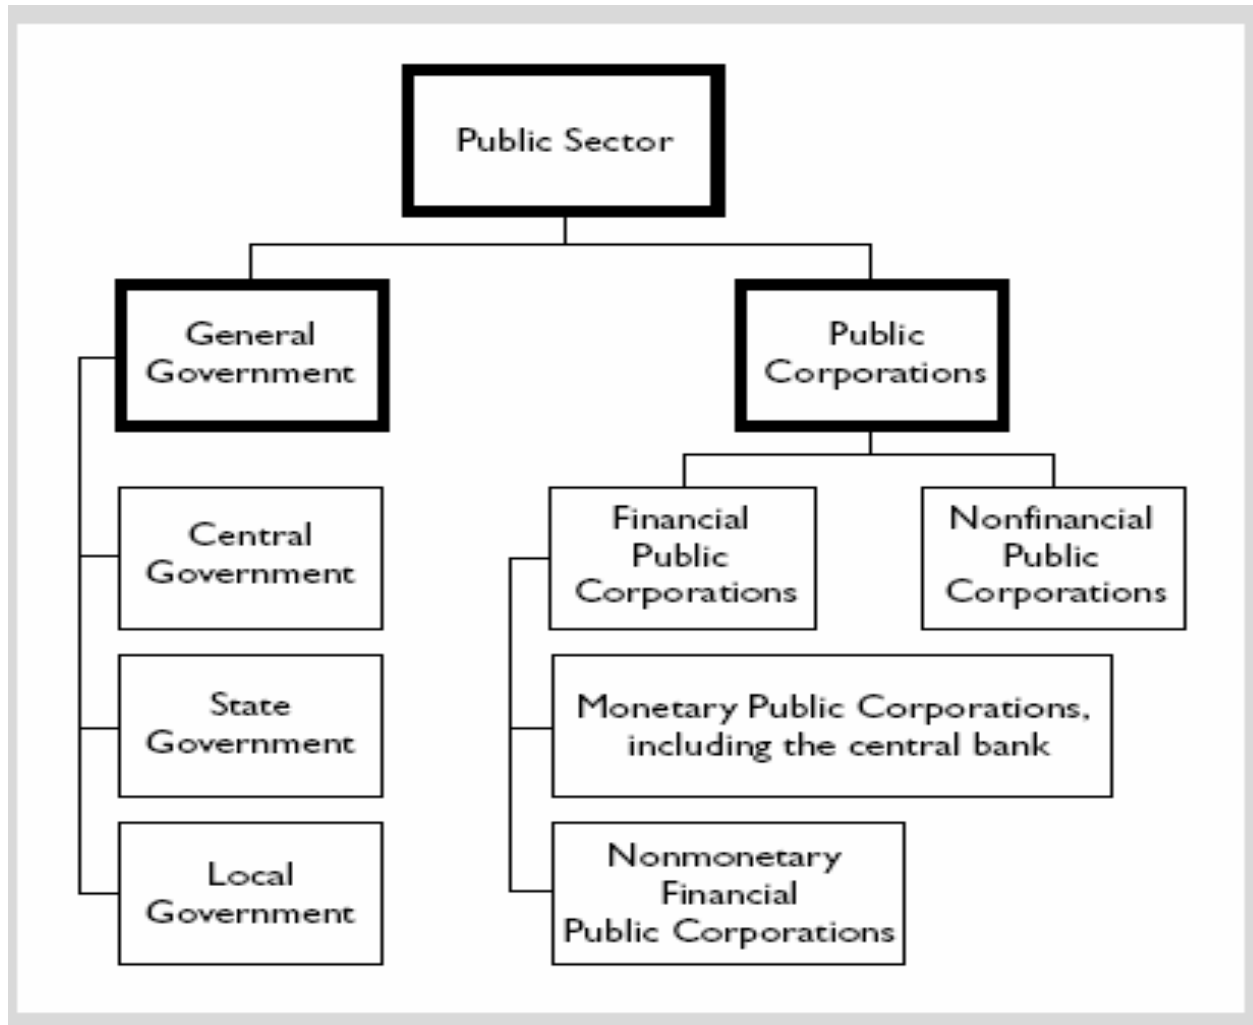 Public Sector
General
Government
Public
Corporations
Central
Government
Financial
Public
Corporations
Nonfinancial
Public
Corporations
State
Government
Monetary Public Corporations,
including the central bank
Local
Government
Nonmonetary
Financial
Public Corporations